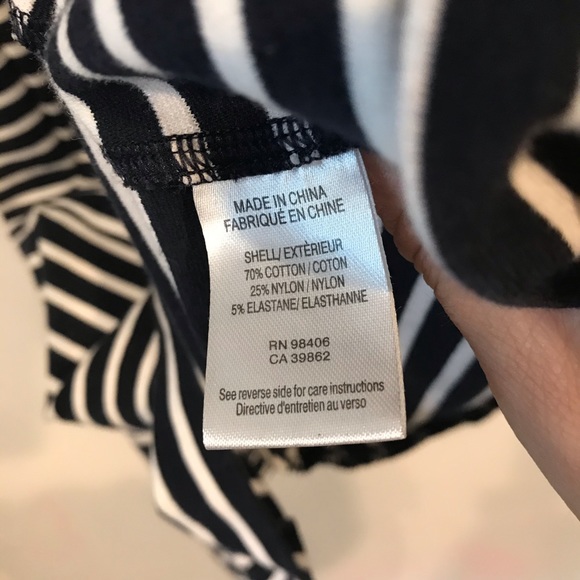 MADE IN CHINA
FABRIQUÉ EN CHINE
SHELL/EXTÉRIEUR
70% COTTON/COTON
25% NYLON/NYLON
5% ELASTANE/ELASTHANNE
RN 98406
CA 39862
See reverse side for care instructions
Directive d'entretien au verso